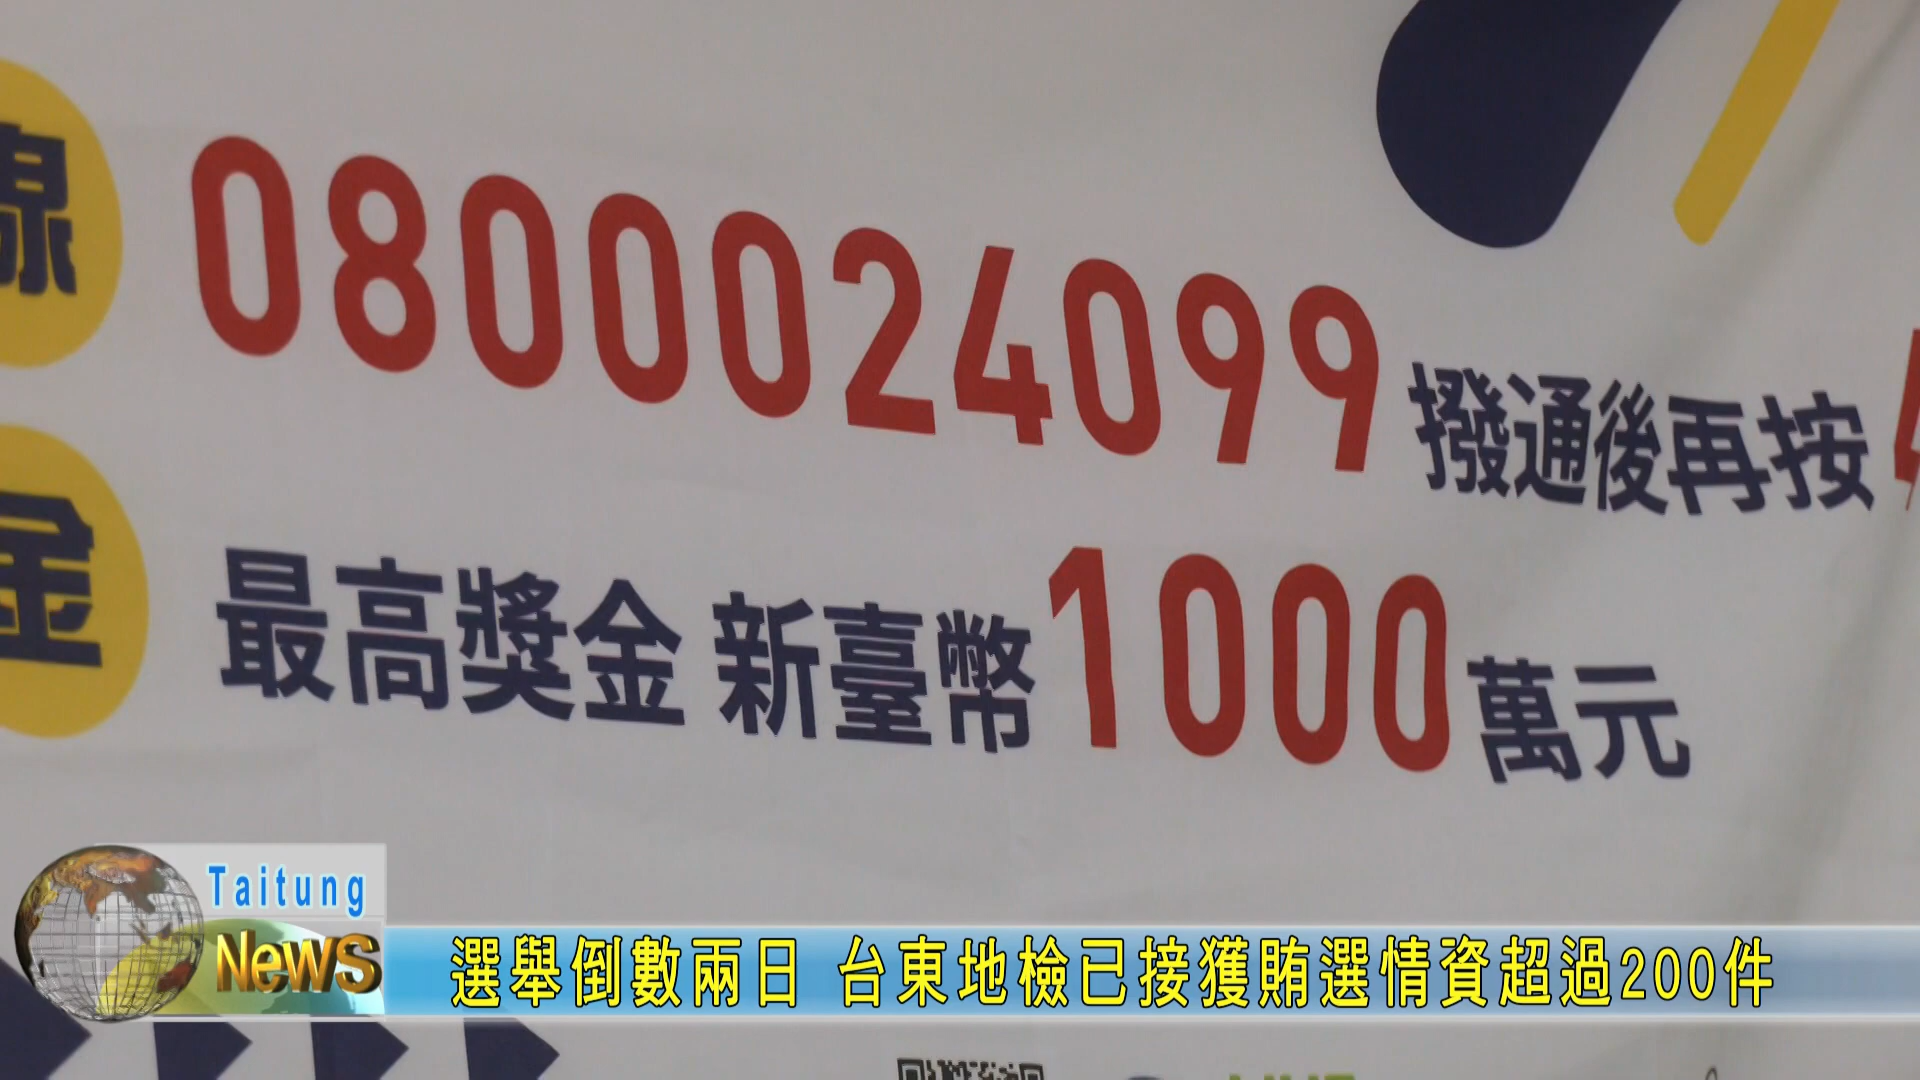 線 0800024099 撥通後再按4
金 最高獎金 新臺幣1000萬元
Taitung
NewS
選舉倒數兩日 台東地檢已接獲賄選情資超過200件